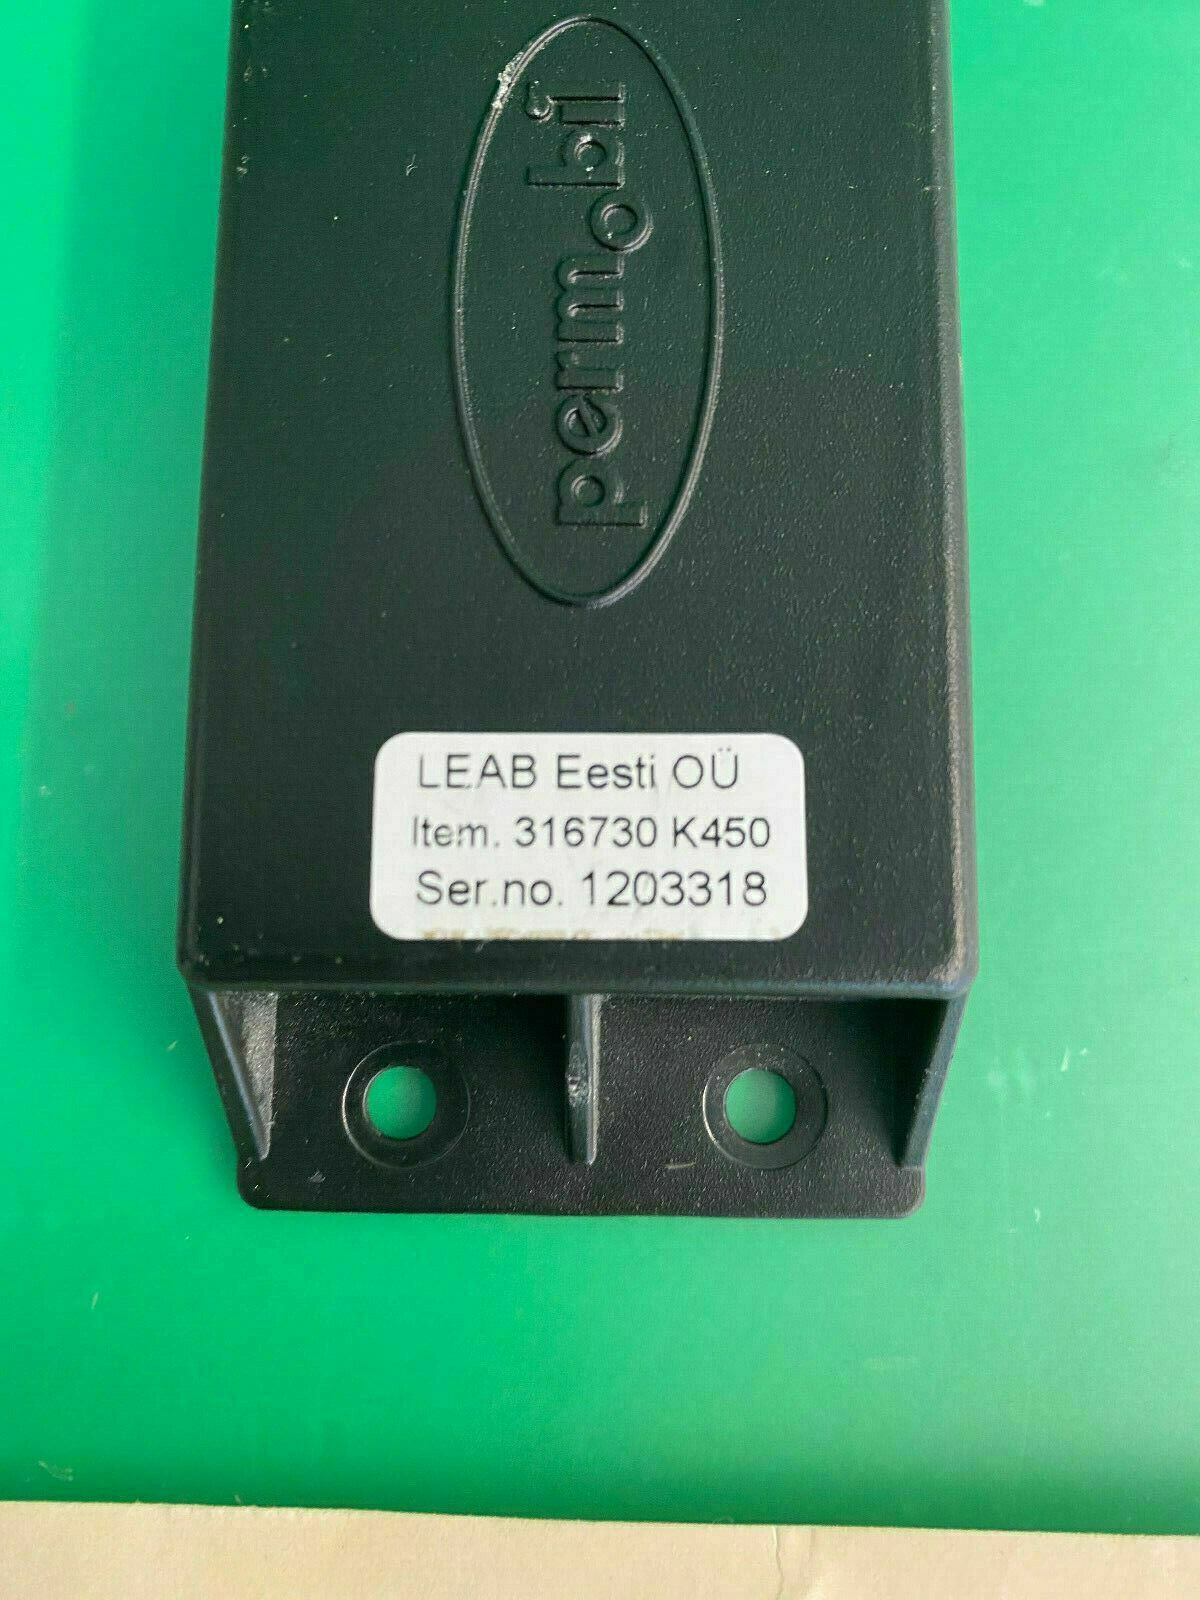 permobil
LEAB Eesti OÜ
Item. 316730 K450
Ser.no. 1203318